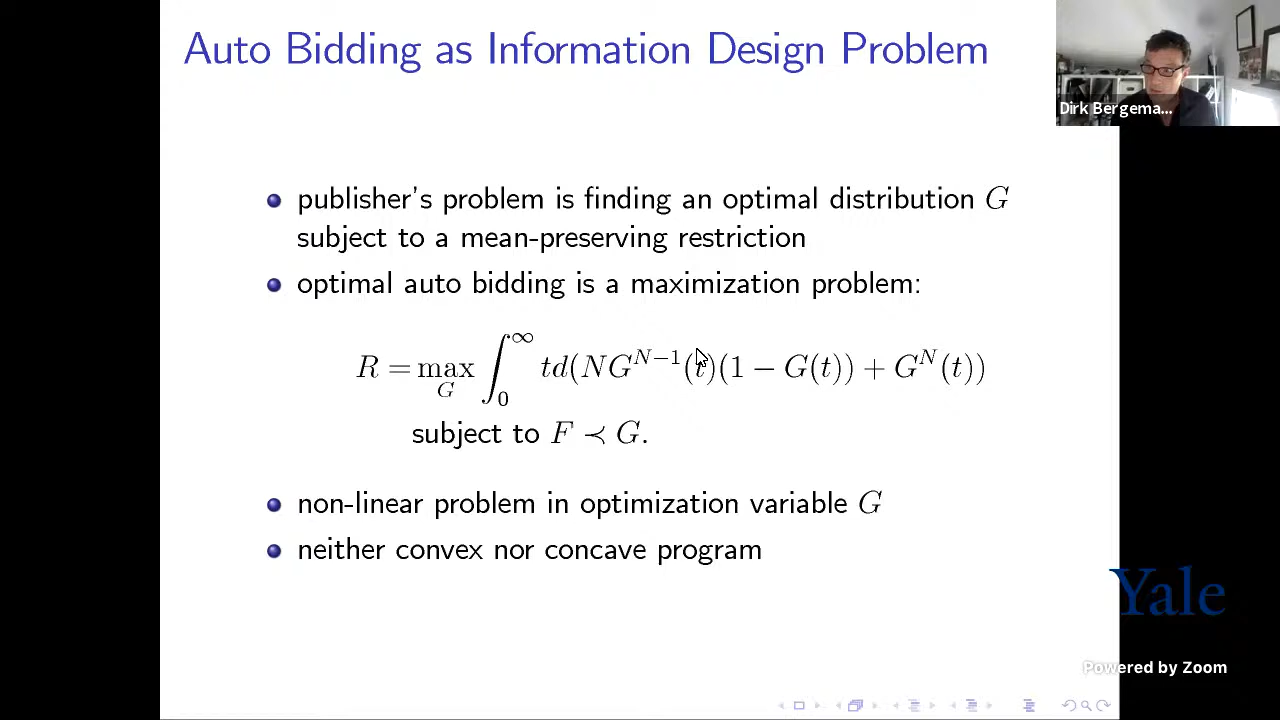 Auto Bidding as Information Design Problem
Dirk Bergema...
publisher's problem is finding an optimal distribution G
subject to a mean-preserving restriction
optimal auto bidding is a maximization problem:
R = max_G ∫_0^∞ td(NG^{N−1}(t)(1 − G(t)) + G^N(t))
subject to F ≺ G.
non-linear problem in optimization variable G
neither convex nor concave program
Yale
Powered by Zoom